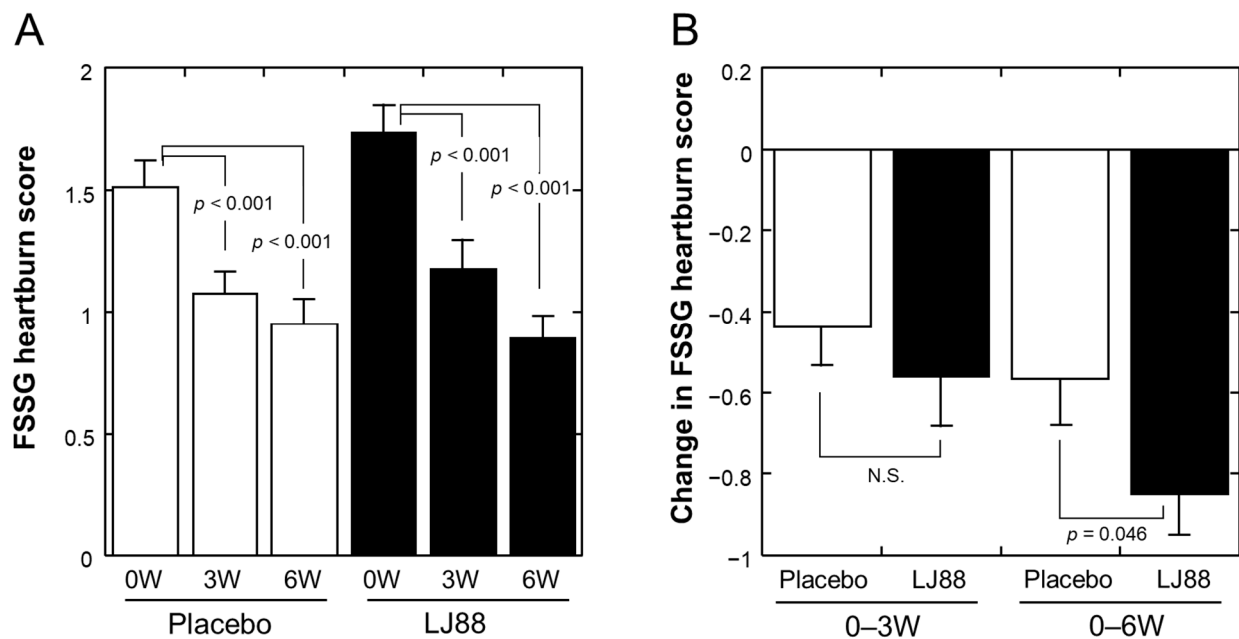 A
FSSG heartburn score
2
1.5
1
0.5
0
p < 0.001
p < 0.001
p < 0.001
p < 0.001
0W 3W 6W 0W 3W 6W
Placebo LJ88
B
Change in FSSG heartburn score
0.2
0
−0.2
−0.4
−0.6
−0.8
−1
N.S.
p = 0.046
Placebo LJ88 Placebo LJ88
0–3W 0–6W